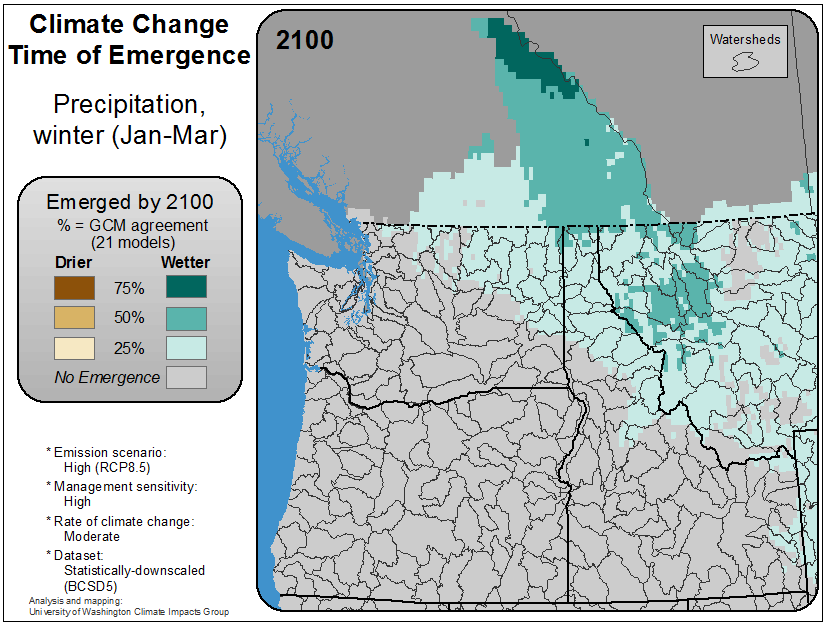 Climate Change
Time of Emergence
Precipitation,
winter (Jan-Mar)
Emerged by 2100
% = GCM agreement
(21 models)
Drier Wetter
75%
50%
25%
No Emergence
* Emission scenario:
High (RCP8.5)
* Management sensitivity:
High
* Rate of climate change:
Moderate
* Dataset:
Statistically-downscaled
(BCSD5)
Analysis and mapping:
University of Washington Climate Impacts Group
2100
Watersheds